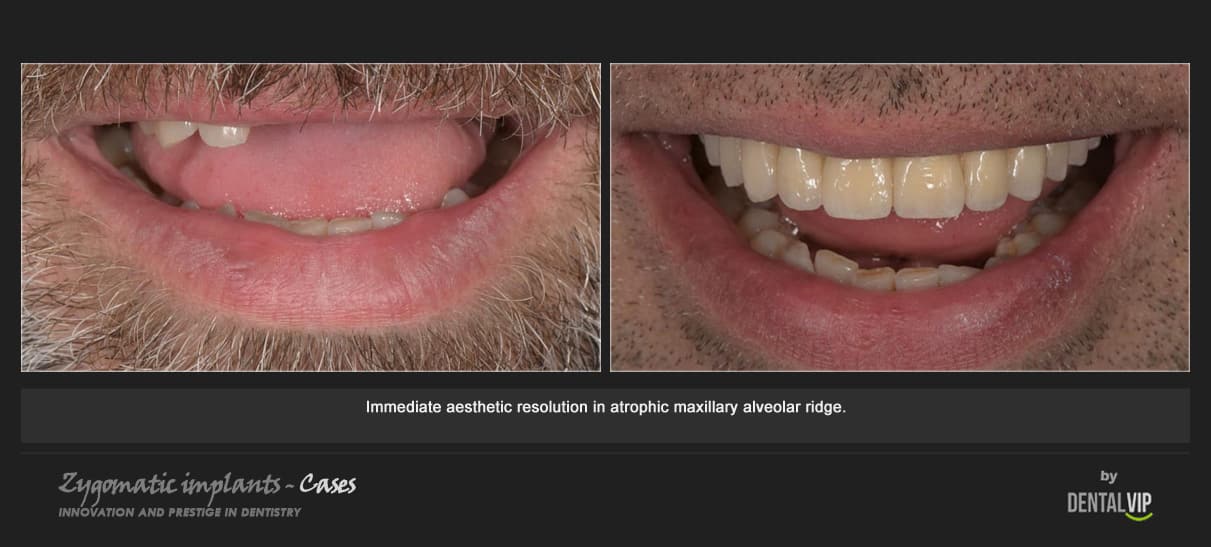 Immediate aesthetic resolution in atrophic maxillary alveolar ridge.
Zygomatic implants - Cases
INNOVATION AND PRESTIGE IN DENTISTRY
by
DENTALVIP